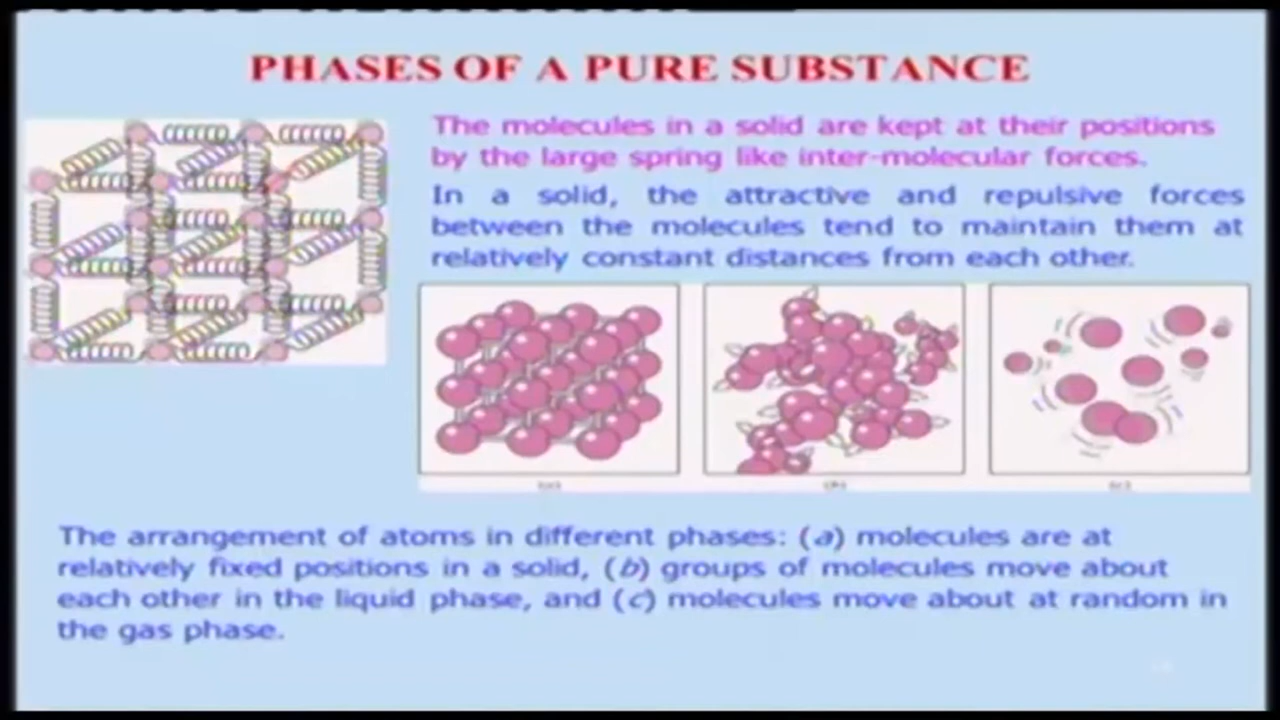 PHASES OF A PURE SUBSTANCE
The molecules in a solid are kept at their positions
by the large spring like inter-molecular forces.
In a solid, the attractive and repulsive forces
between the molecules tend to maintain them at
relatively constant distances from each other.
(a) (b) (c)
The arrangement of atoms in different phases: (a) molecules are at
relatively fixed positions in a solid, (b) groups of molecules move about
each other in the liquid phase, and (c) molecules move about at random in
the gas phase.